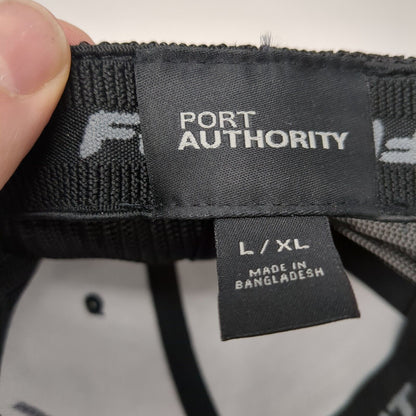 PORT
AUTHORITY
L / XL
MADE IN
BANGLADESH